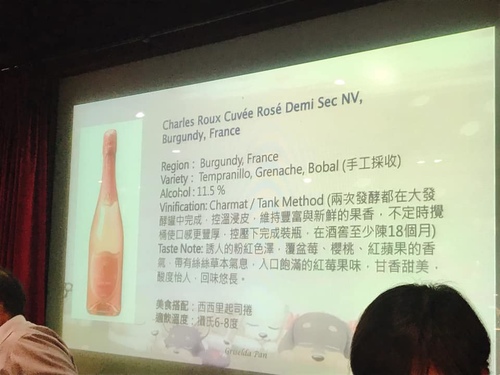 Charles Roux Cuvée Rosé Demi Sec NV,
Burgundy, France
Region : Burgundy, France
Variety : Tempranillo, Grenache, Bobal (手工採收)
Alcohol : 11.5 %
Vinification: Charmat / Tank Method (兩次發酵都在大發
酵罐中完成，控溫浸皮，維持豐富與新鮮的果香，不定時攪
桶使口感更豐厚，控壓下完成裝瓶，在酒窖至少陳18個月)
Taste Note: 誘人的粉紅色澤，覆盆莓、櫻桃、紅蘋果的香
氣，帶有絲絲草本氣息，入口飽滿的紅莓果味，甘香甜美，
酸度怡人，回味悠長。
美食搭配：西西里起司捲
適飲溫度：攝氏6-8度
Griselda Pan